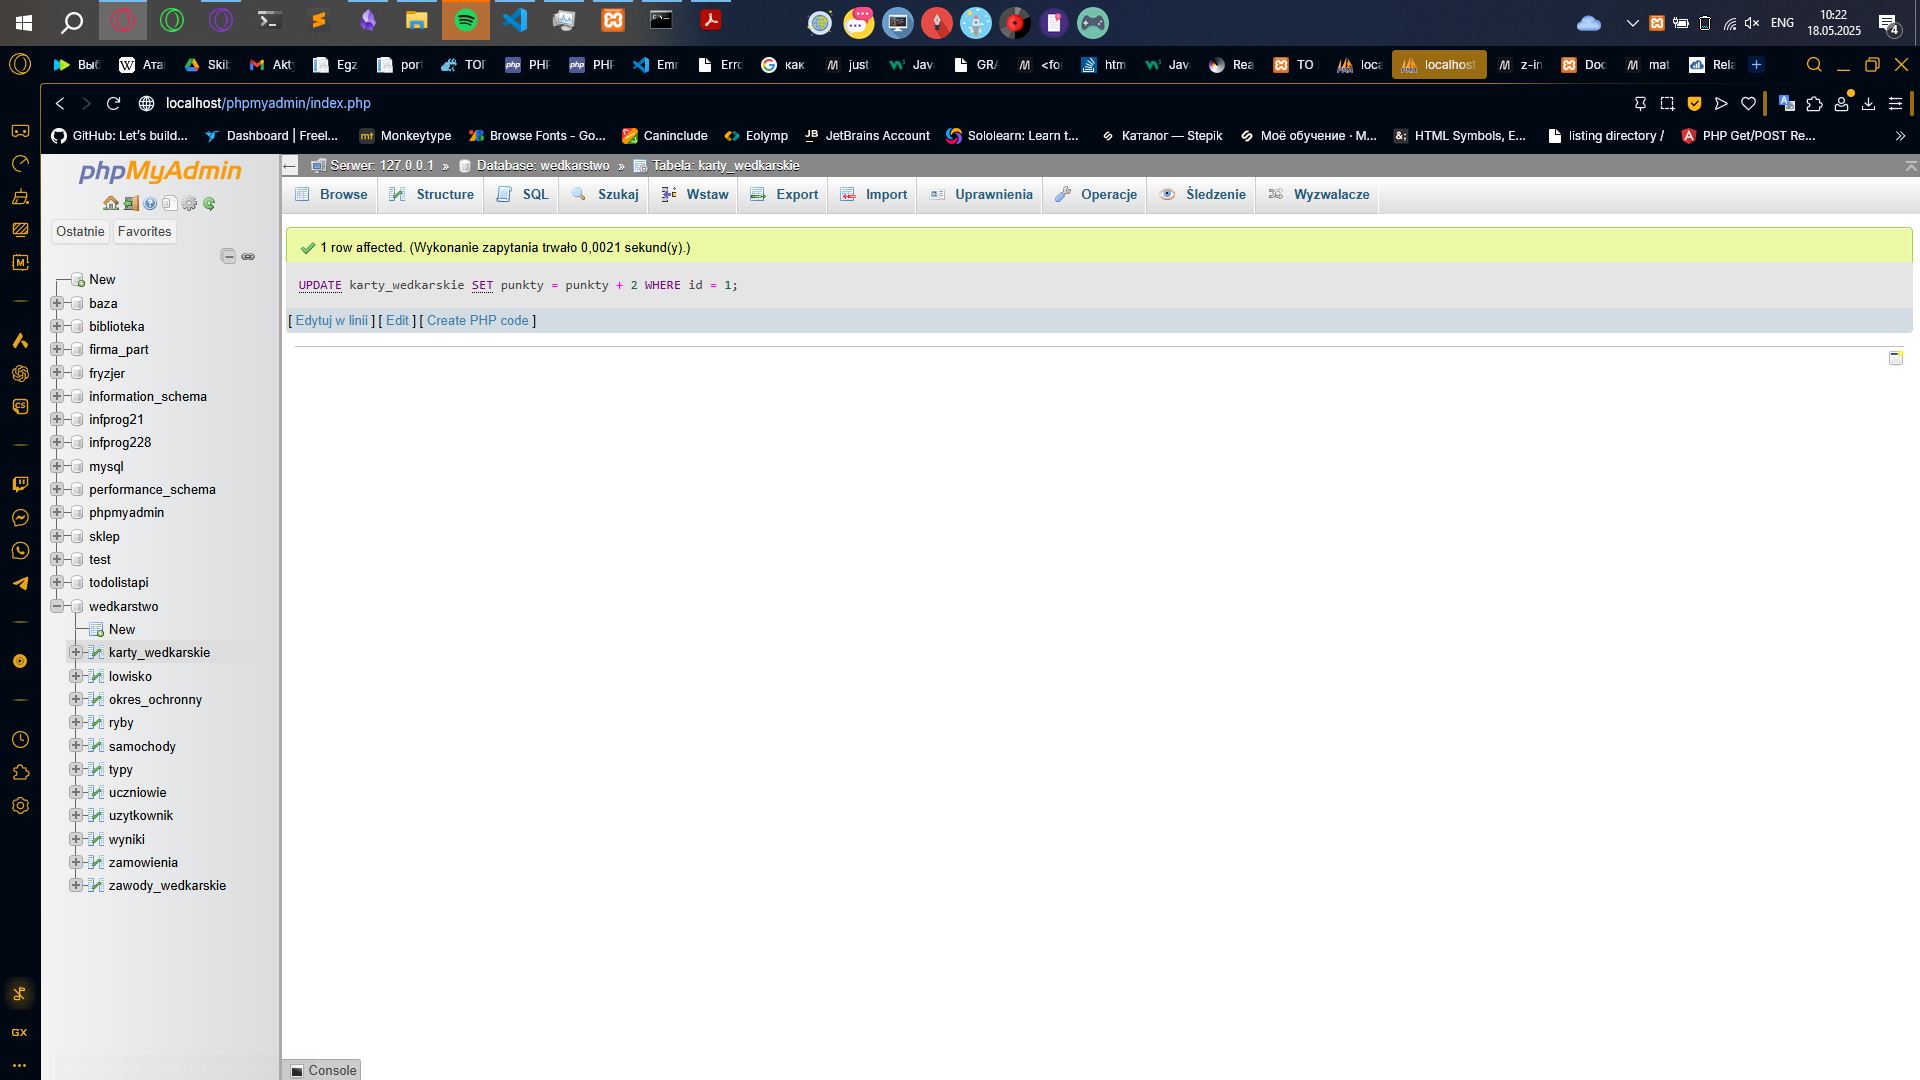 ENG
10:22
18.05.2025
4
Выб
Ата
Skil
Akt
Egz
por
TOI
PHP
PHP
Emr
Erro
как
just
Java
GRA
<fo
htm
Java
Rea
TO
loca
localhost
z-in
Doc
mat
Rela
localhost/phpmyadmin/index.php
GitHub: Let's build...
Dashboard | Freel...
Monkeytype
Browse Fonts - Go...
Caninclude
Eolymp
JetBrains Account
Sololearn: Learn t...
Каталог — Stepik
Моё обучение · M...
HTML Symbols, E...
listing directory /
PHP Get/POST Re...
phpMyAdmin
Serwer: 127.0.0.1 » Database: wedkarstwo » Tabela: karty_wedkarskie
Browse Structure SQL Szukaj Wstaw Export Import Uprawnienia Operacje Śledzenie Wyzwalacze
Ostatnie Favorites
1 row affected. (Wykonanie zapytania trwało 0,0021 sekund(y).)
UPDATE karty_wedkarskie SET punkty = punkty + 2 WHERE id = 1;
[ Edytuj w linii ] [ Edit ] [ Create PHP code ]
New
baza
biblioteka
firma_part
fryzjer
information_schema
infprog21
infprog228
mysql
performance_schema
phpmyadmin
sklep
test
todolistapi
wedkarstwo
New
karty_wedkarskie
lowisko
okres_ochronny
ryby
samochody
typy
uczniowie
uzytkownik
wyniki
zamowienia
zawody_wedkarskie
GX
Console